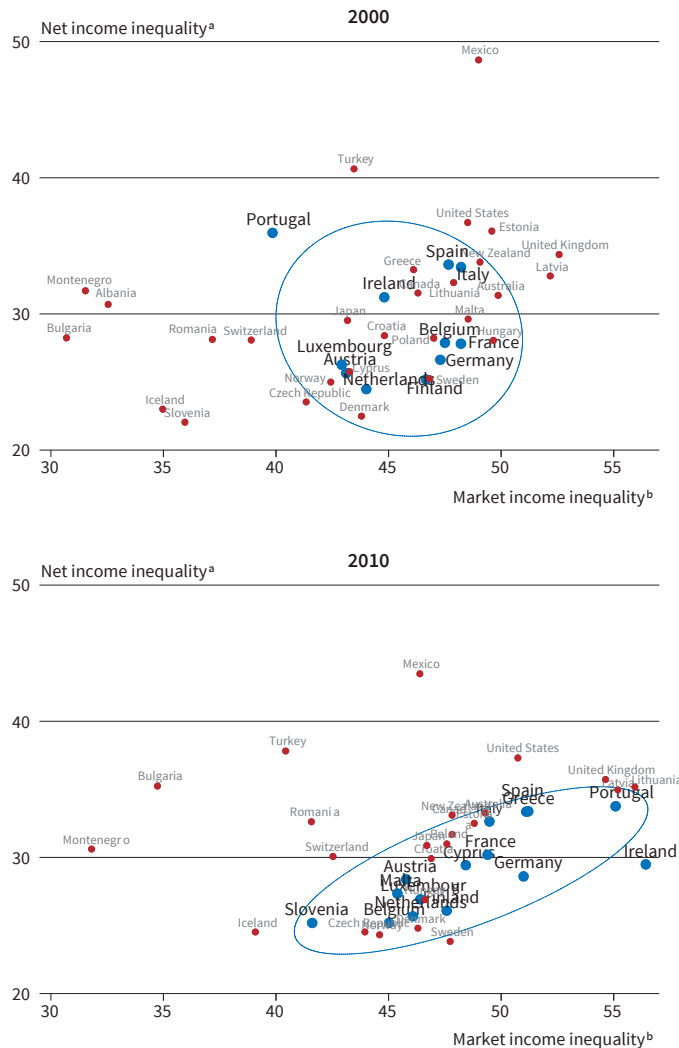 2000
Net income inequalityᵃ
50
Mexico
40
Turkey
Portugal
United States
Estonia
Spain
New Zealand
United Kingdom
Greece
Italy
Latvia
Ireland
Canada
Lithuania
Australia
Montenegro
Albania
30
Japan
Malta
Bulgaria
Romania
Switzerland
Croatia
Poland
Belgium
France
Hungary
Luxembourg
Austria
Cyprus
Germany
Norway
Netherlands
Sweden
Czech Republic
Finland
Iceland
Slovenia
Denmark
20
30
35
40
45
50
55
Market income inequalityᵇ
2010
Net income inequalityᵃ
50
Mexico
40
Turkey
United States
Bulgaria
United Kingdom
Latvia
Lithuania
Spain
Greece
Portugal
New Zealand
Australia
Italy
Romania
Japan
Poland
Montenegro
30
Switzerland
Croatia
Cyprus
France
Ireland
Austria
Germany
Malta
Luxembour
Netherlands
Finland
Slovenia
Belgium
Iceland
Czech Republic
Norway
Denmark
Sweden
20
30
35
40
45
50
55
Market income inequalityᵇ